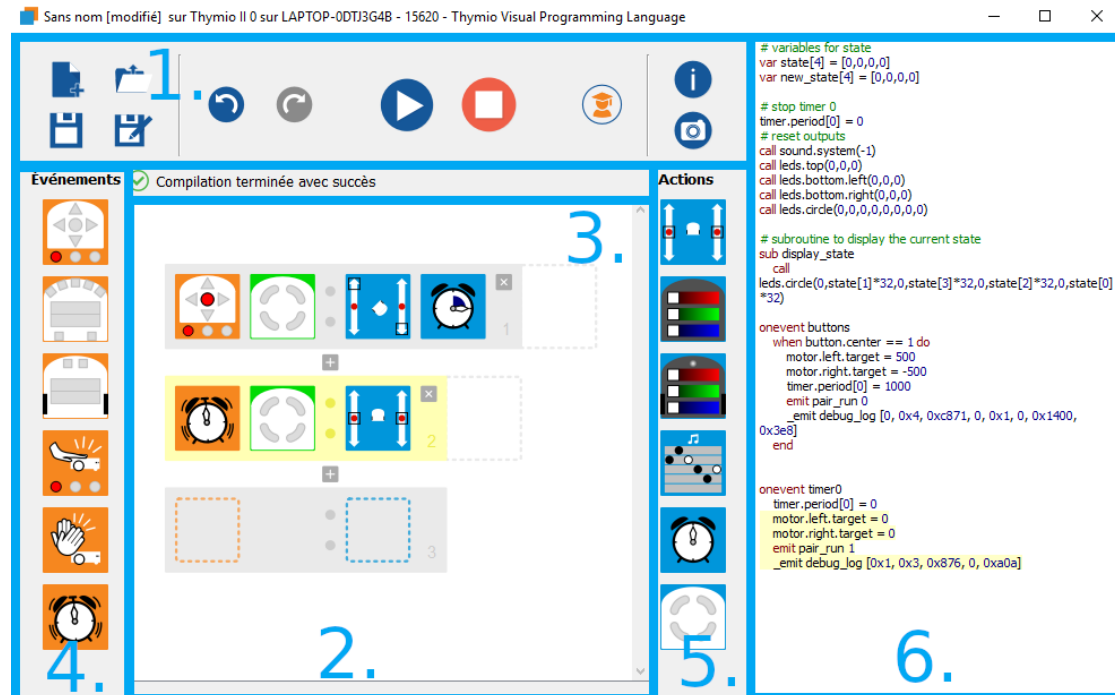 Sans nom [modifié] sur Thymio II 0 sur LAPTOP-0DTJ3G4B - 15620 - Thymio Visual Programming Language
1.
Événements
Compilation terminée avec succès
Actions
3.
1
2
3
4.
2.
5.
# variables for state
var state[4] = [0,0,0,0]
var new_state[4] = [0,0,0,0]
# stop timer 0
timer.period[0] = 0
# reset outputs
call sound.system(-1)
call leds.top(0,0,0)
call leds.bottom.left(0,0,0)
call leds.bottom.right(0,0,0)
call leds.circle(0,0,0,0,0,0,0,0)
# subroutine to display the current state
sub display_state
call
leds.circle(0,state[1]*32,0,state[3]*32,0,state[2]*32,0,state[0]
*32)
onevent buttons
when button.center == 1 do
motor.left.target = 500
motor.right.target = -500
timer.period[0] = 1000
emit pair_run 0
_emit debug_log [0, 0x4, 0xc871, 0, 0x1, 0, 0x1400,
0x3e8]
end
onevent timer0
timer.period[0] = 0
motor.left.target = 0
motor.right.target = 0
emit pair_run 1
_emit debug_log [0x1, 0x3, 0x876, 0, 0xa0a]
6.